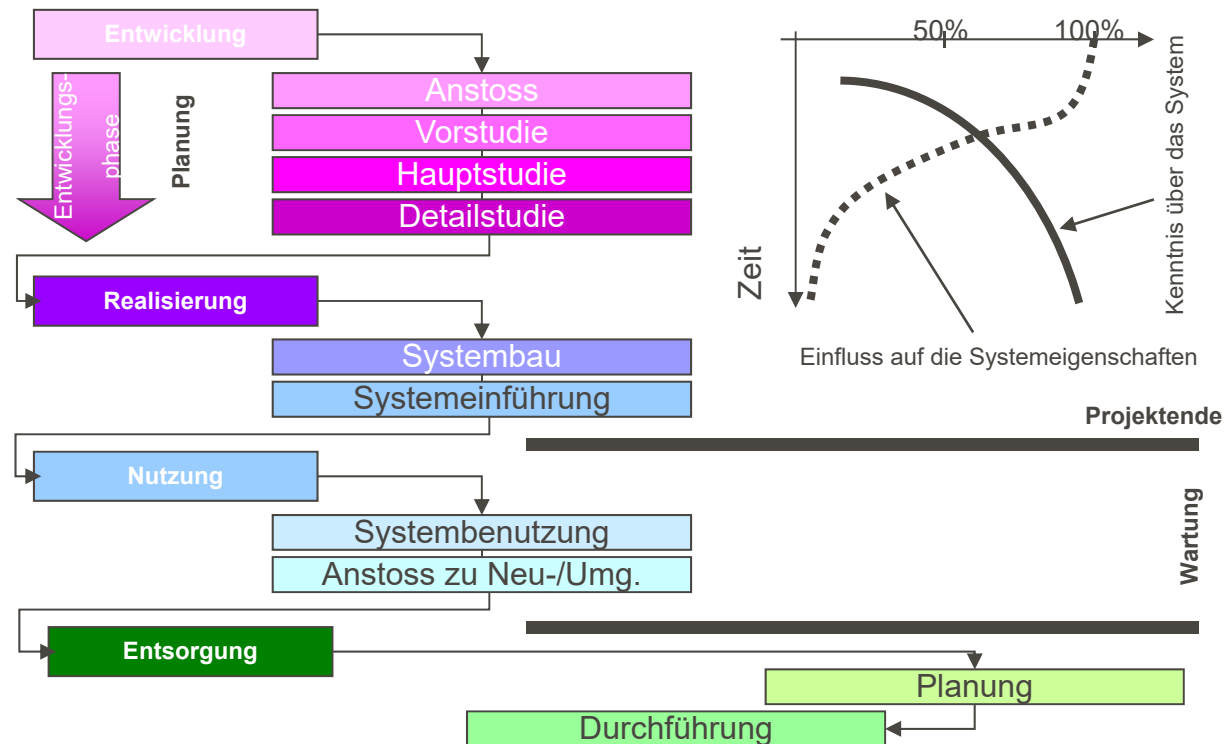 Entwicklung
Entwicklungs-
phase
Planung
Anstoss
Vorstudie
Hauptstudie
Detailstudie
50%
100%
Zeit
Kenntnis über das System
Einfluss auf die Systemeigenschaften
Realisierung
Systembau
Systemeinführung
Projektende
Nutzung
Systembenutzung
Anstoss zu Neu-/Umg.
Wartung
Entsorgung
Planung
Durchführung